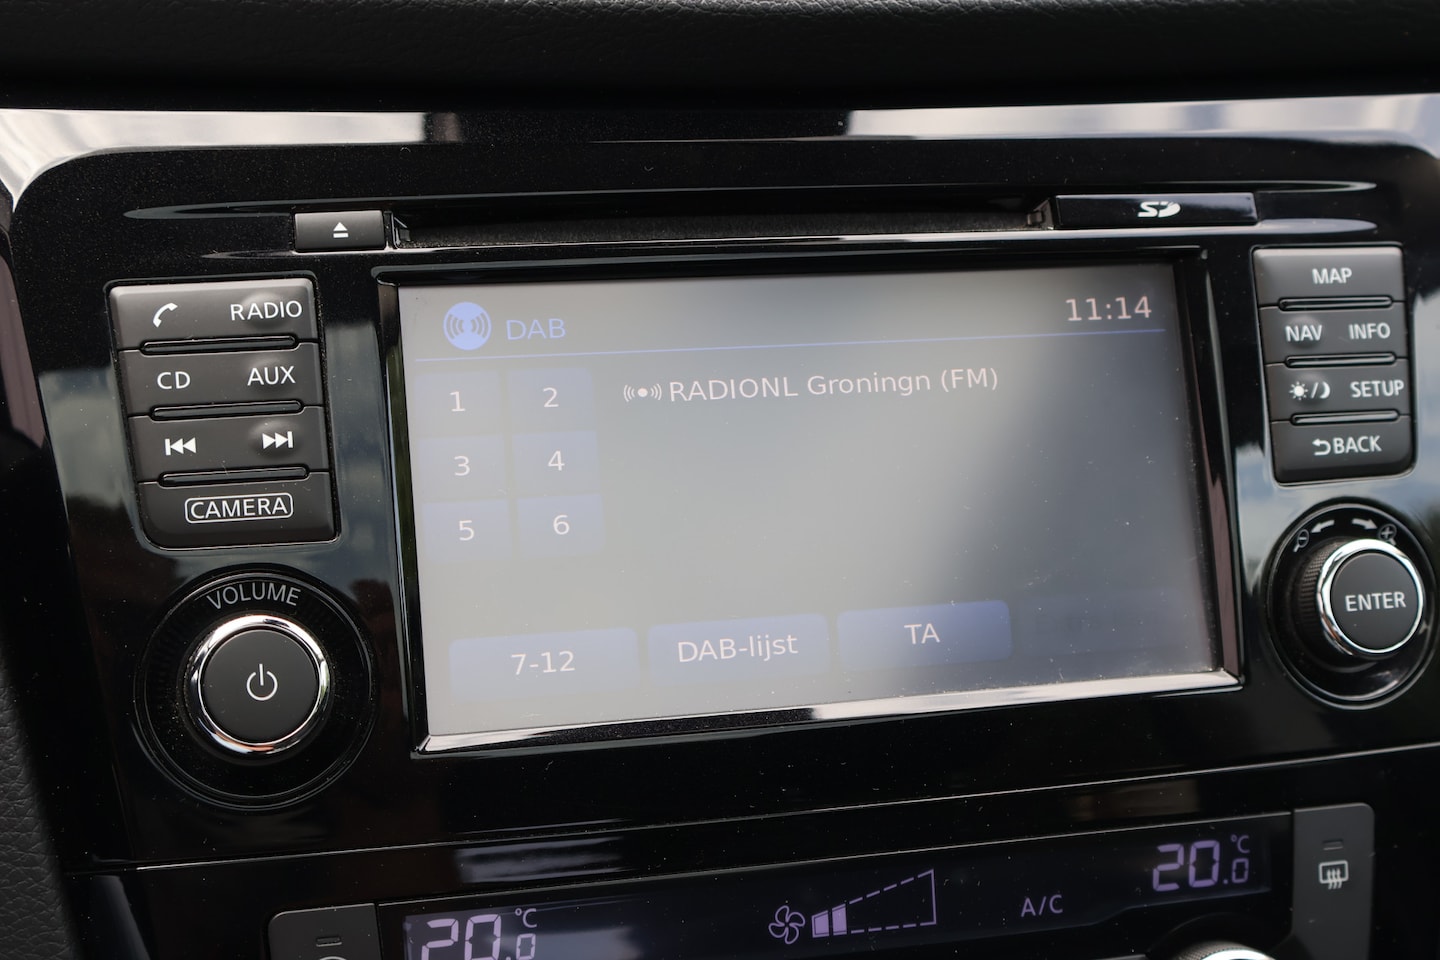 SD
RADIO
CD AUX
CAMERA
VOLUME
DAB 11:14
RADIONL Groningn (FM)
1 2
3 4
5 6
7-12 DAB-lijst TA
MAP
NAV INFO
SETUP
BACK
ENTER
20.0 °C
A/C
20.0 °C